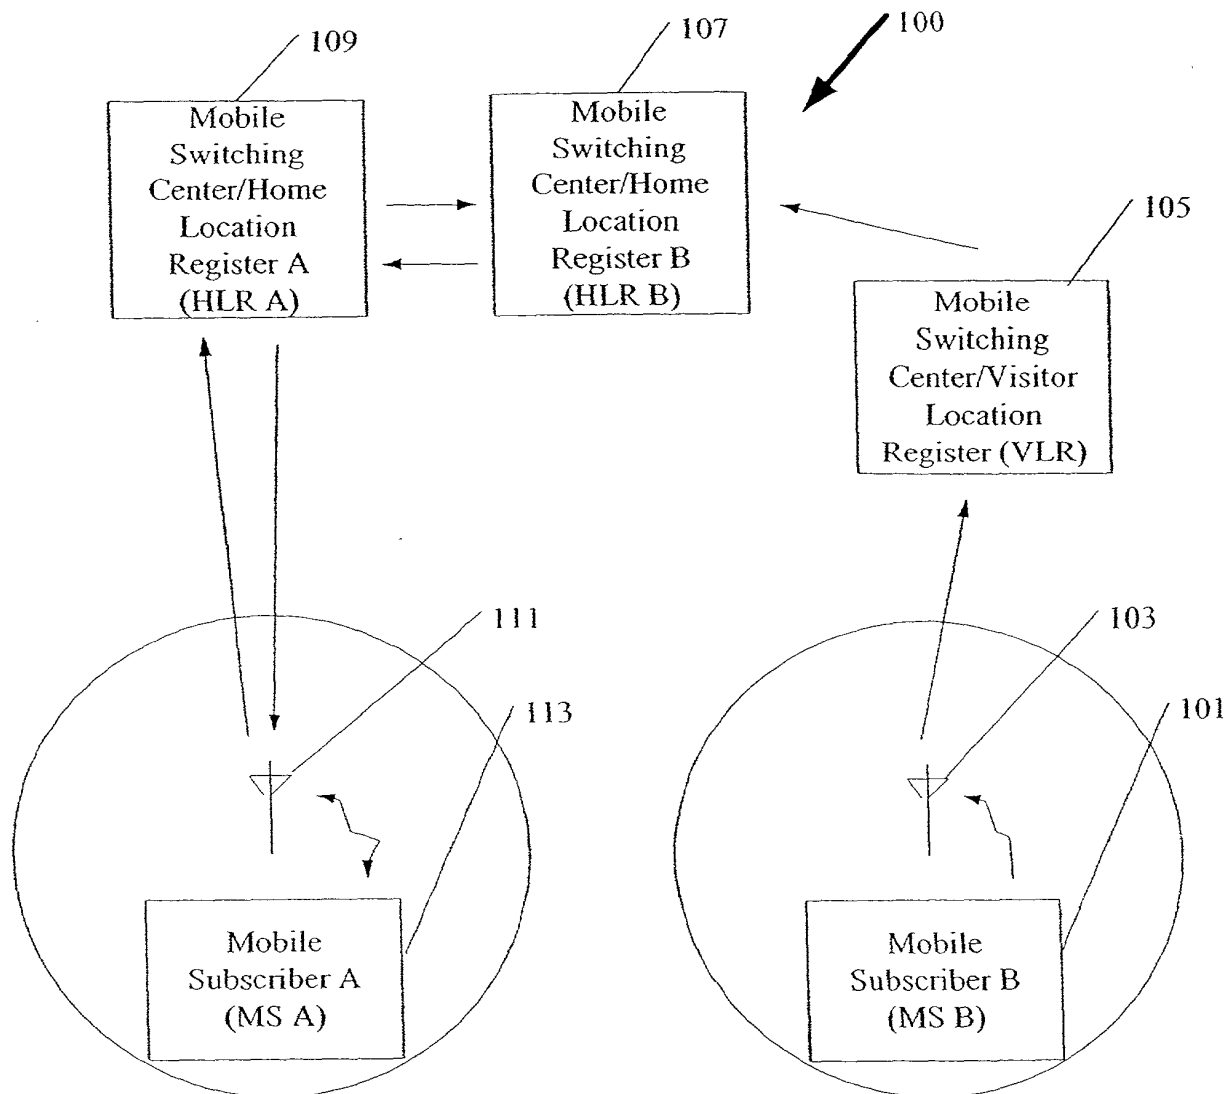 109
107
100
Mobile
Switching
Center/Home
Location
Register A
(HLR A)
Mobile
Switching
Center/Home
Location
Register B
(HLR B)
105
Mobile
Switching
Center/Visitor
Location
Register (VLR)
111
103
113
101
Mobile
Subscriber A
(MS A)
Mobile
Subscriber B
(MS B)